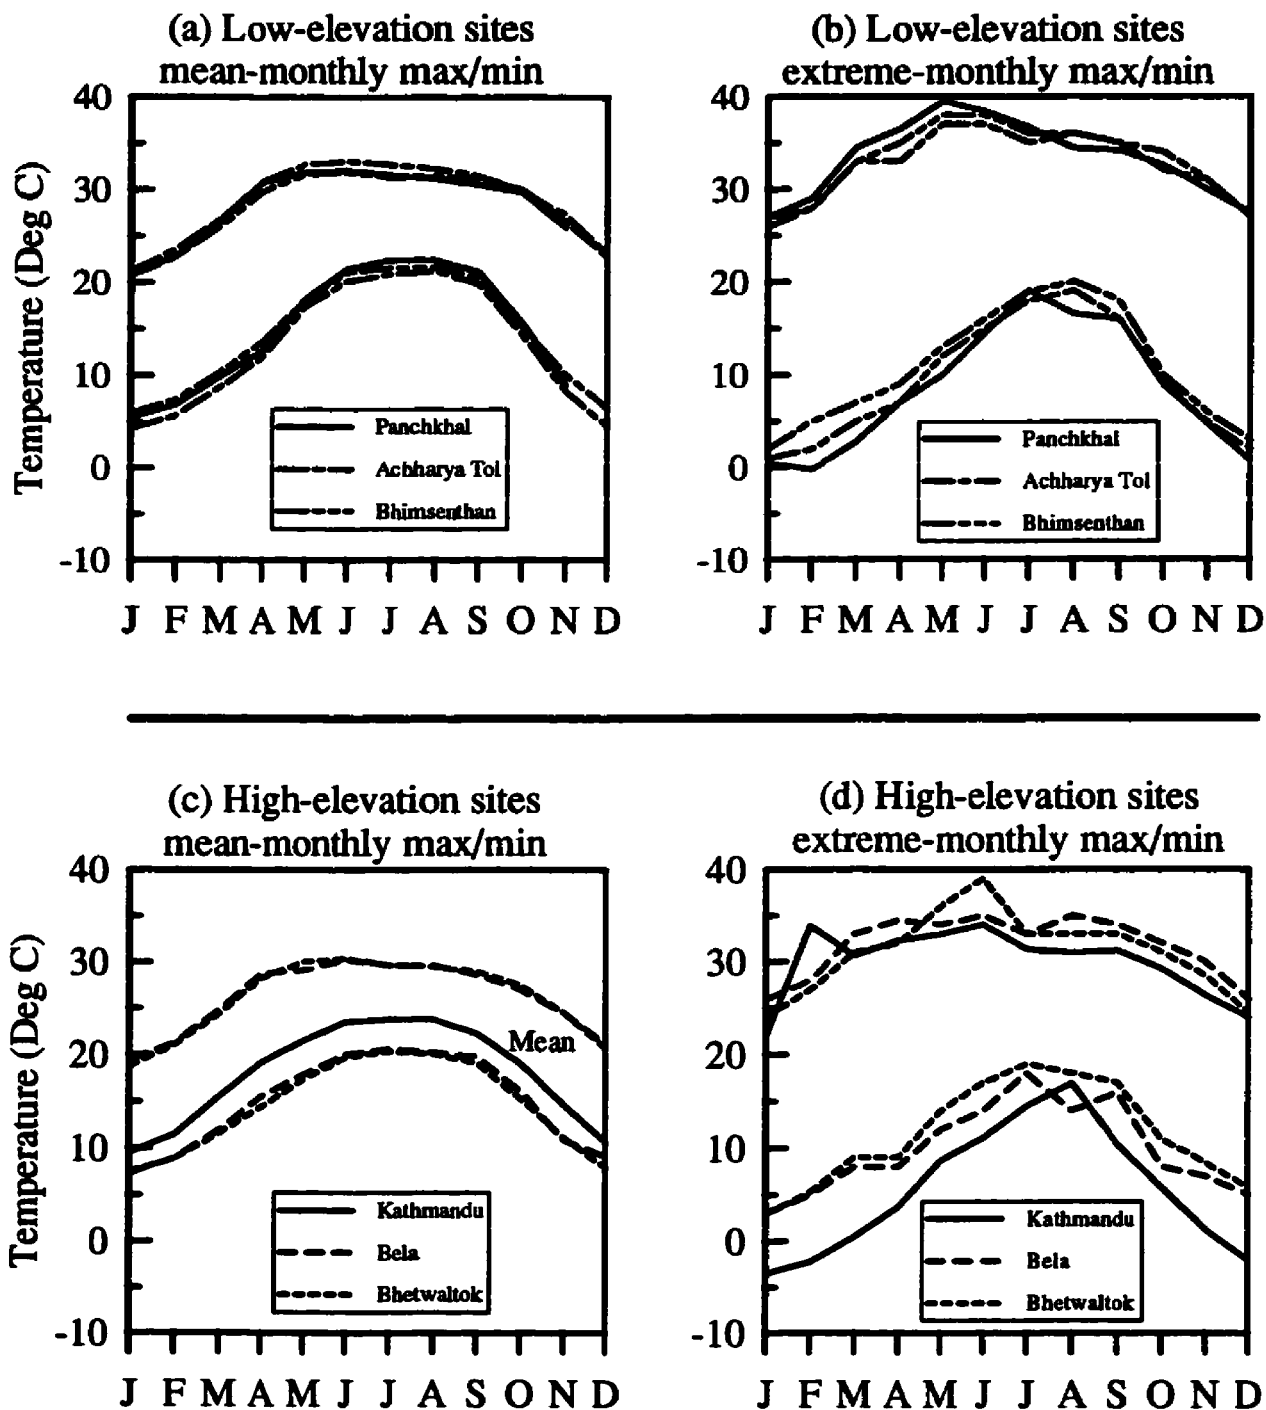 (a) Low-elevation sites
mean-monthly max/min
Temperature (Deg C)
40
30
20
10
0
-10
Panchkhal
Achharya Tol
Bhimsenthan
J F M A M J J A S O N D
(b) Low-elevation sites
extreme-monthly max/min
40
30
20
10
0
-10
Panchkhal
Achharya Tol
Bhimsenthan
J F M A M J J A S O N D
(c) High-elevation sites
mean-monthly max/min
Temperature (Deg C)
40
30
20
10
0
-10
Mean
Kathmandu
Bela
Bhetwaltok
J F M A M J J A S O N D
(d) High-elevation sites
extreme-monthly max/min
40
30
20
10
0
-10
Kathmandu
Bela
Bhetwaltok
J F M A M J J A S O N D